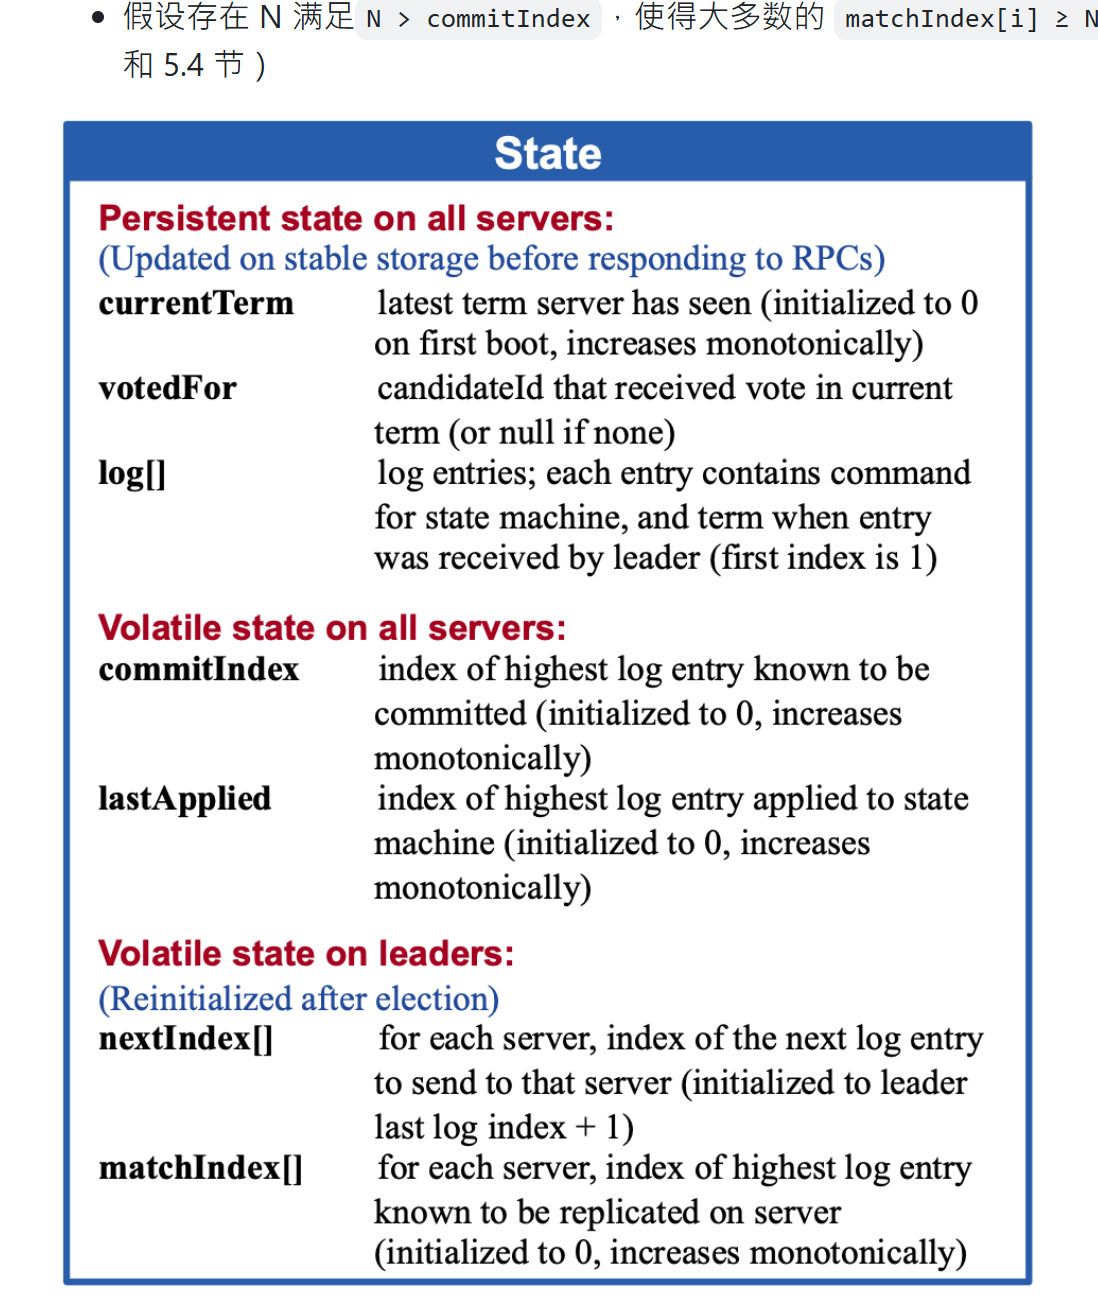 • 假设存在 N 满足 N > commitIndex，使得大多数的 matchIndex[i] ≥ N
和 5.4 节）
State
Persistent state on all servers:
(Updated on stable storage before responding to RPCs)
currentTerm latest term server has seen (initialized to 0
on first boot, increases monotonically)
votedFor candidateId that received vote in current
term (or null if none)
log[] log entries; each entry contains command
for state machine, and term when entry
was received by leader (first index is 1)
Volatile state on all servers:
commitIndex index of highest log entry known to be
committed (initialized to 0, increases
monotonically)
lastApplied index of highest log entry applied to state
machine (initialized to 0, increases
monotonically)
Volatile state on leaders:
(Reinitialized after election)
nextIndex[] for each server, index of the next log entry
to send to that server (initialized to leader
last log index + 1)
matchIndex[] for each server, index of highest log entry
known to be replicated on server
(initialized to 0, increases monotonically)